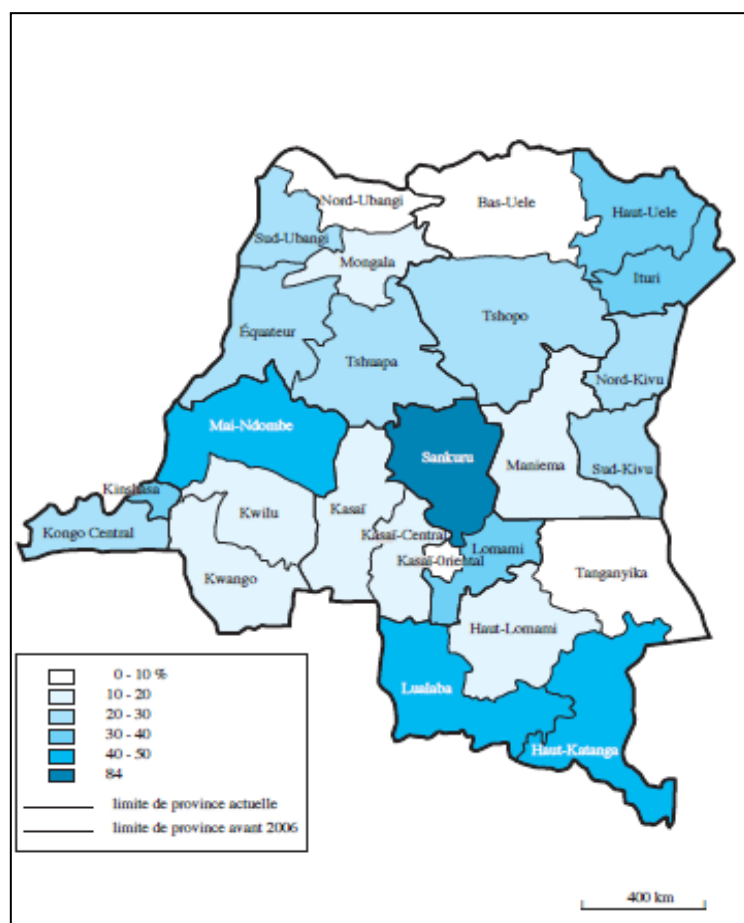 Nord-Ubangi
Bas-Uele
Haut-Uele
Sud-Ubangi
Mongala
Ituri
Équateur
Tshopo
Tshuapa
Nord-Kivu
Mai-Ndombe
Sankuru
Maniema
Sud-Kivu
Kinshasa
Kwilu
Kasaï
Kongo Central
Kasaï-Central
Lomami
Kasaï-Oriental
Tanganyika
Kwango
Haut-Lomami
Lualaba
Haut-Katanga
0 - 10 %
10 - 20
20 - 30
30 - 40
40 - 50
84
limite de province actuelle
limite de province avant 2006
400 km